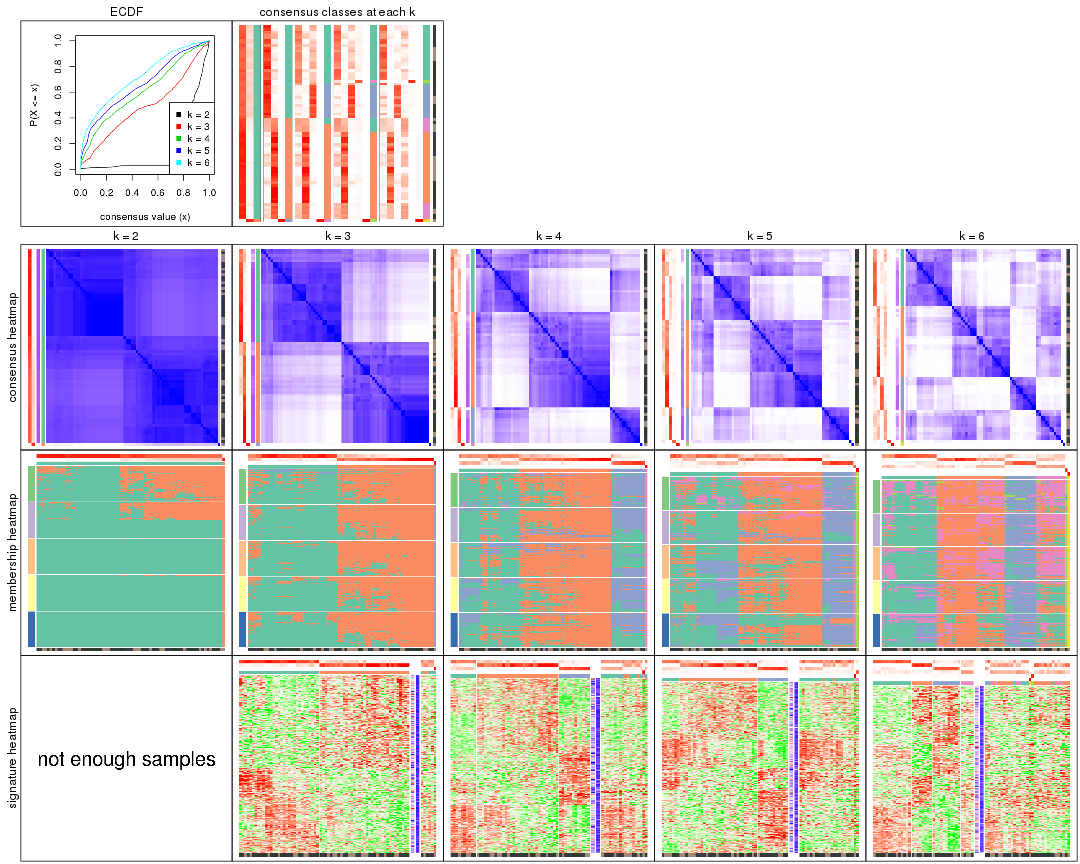 ECDF
consensus classes at each k
P(X <= x)
0.0 0.2 0.4 0.6 0.8 1.0
k = 2
k = 3
k = 4
k = 5
k = 6
0.0 0.2 0.4 0.6 0.8 1.0
consensus value (x)
k = 2
k = 3
k = 4
k = 5
k = 6
consensus heatmap
membership heatmap
signature heatmap
not enough samples